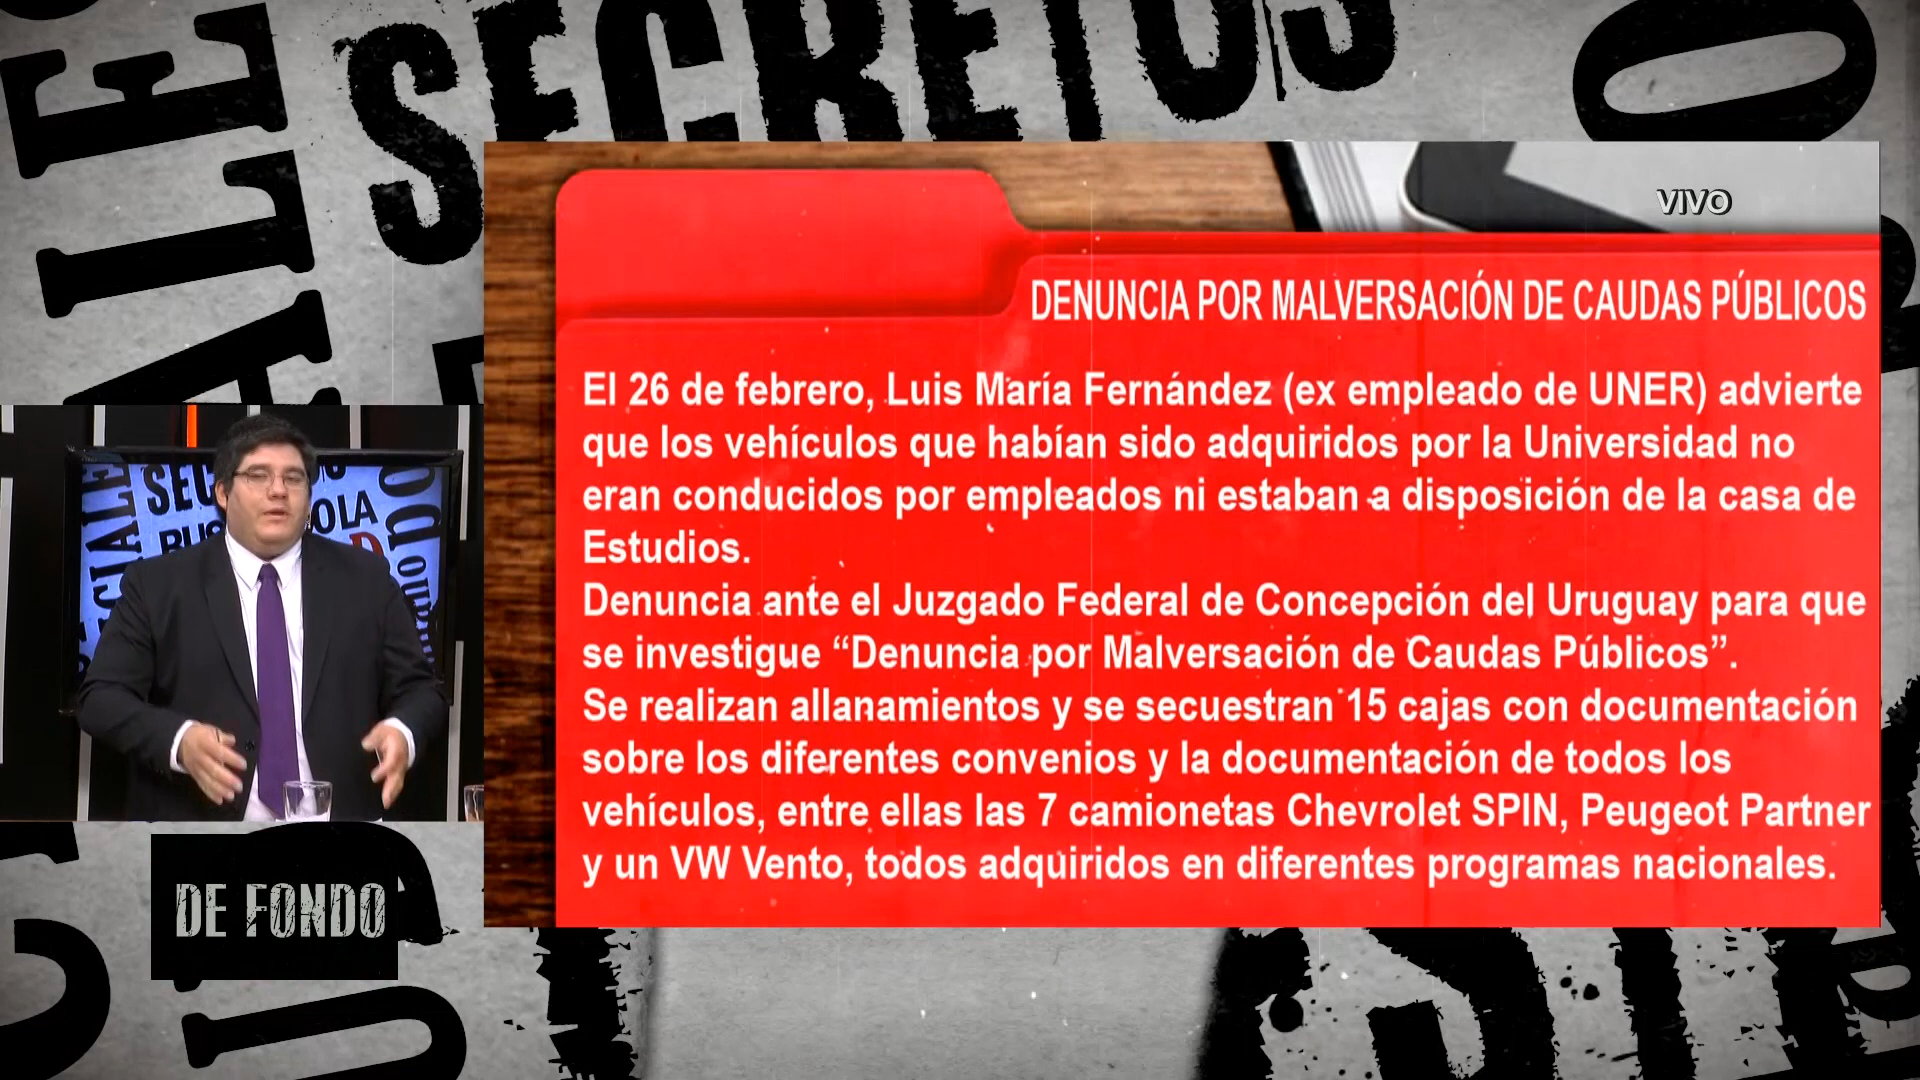 SECRETOS
VIVO
DENUNCIA POR MALVERSACIÓN DE CAUDAS PÚBLICOS
El 26 de febrero, Luis María Fernández (ex empleado de UNER) advierte
que los vehículos que habían sido adquiridos por la Universidad no
eran conducidos por empleados ni estaban a disposición de la casa de
Estudios.
Denuncia ante el Juzgado Federal de Concepción del Uruguay para que
se investigue “Denuncia por Malversación de Caudas Públicos”.
Se realizan allanamientos y se secuestran 15 cajas con documentación
sobre los diferentes convenios y la documentación de todos los
vehículos, entre ellas las 7 camionetas Chevrolet SPIN, Peugeot Partner
y un VW Vento, todos adquiridos en diferentes programas nacionales.
DE FONDO